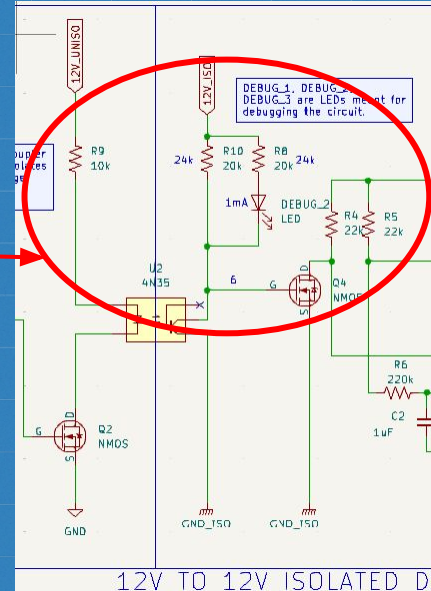 12V_UNISO
12V_ISO
DEBUG_1, DEBUG_2,
DEBUG_3 are LEDs meant for
debugging the circuit.
R9
10k
24k
R10
20k
R8
20k
24k
1mA
DEBUG_2
LED
R4
22k
R5
22k
U2
4N35
6
G
D
S
Q4
NMOS
R6
220k
C2
1uF
G
D
S
Q2
NMOS
GND
GND_ISO
GND_ISO
12V TO 12V ISOLATED D